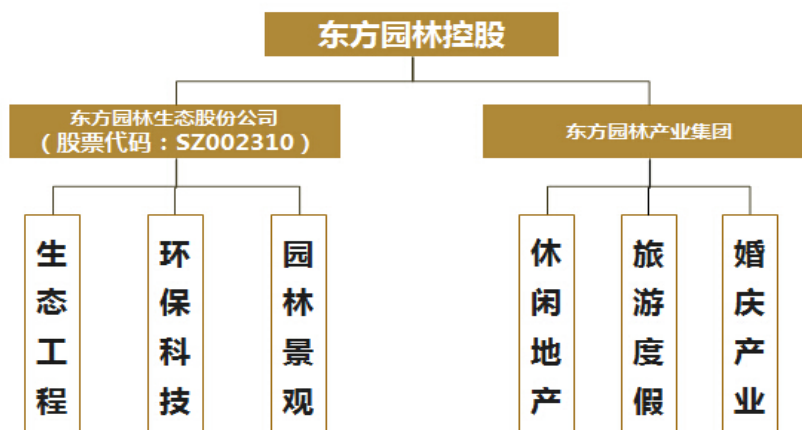 东方园林控股
东方园林生态股份公司
（股票代码：SZ002310）
东方园林产业集团
生态工程
环保科技
园林景观
休闲地产
旅游度假
婚庆产业